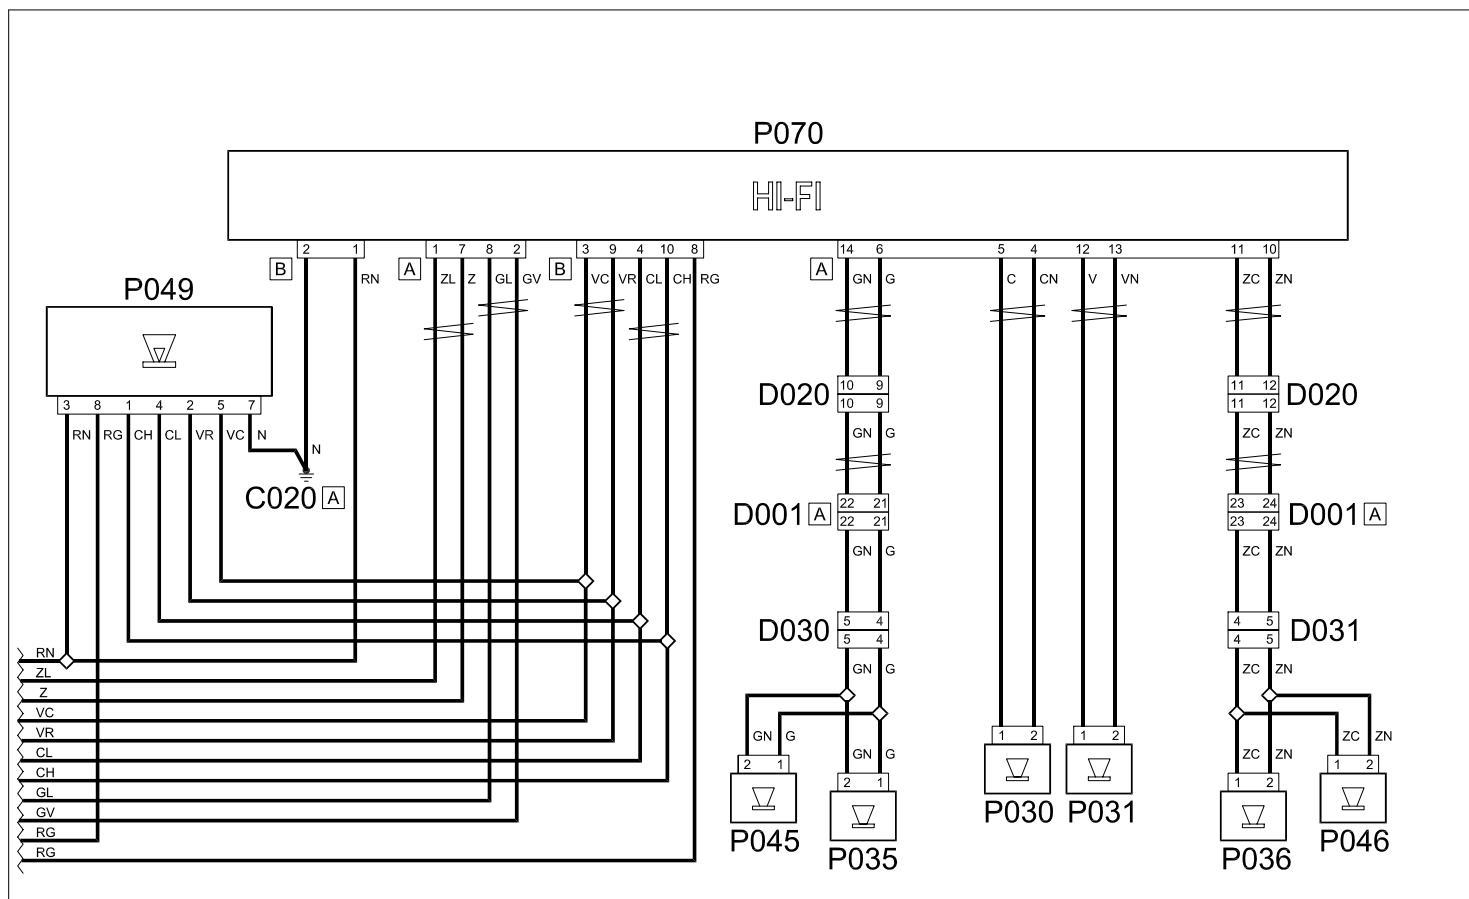 P070
HI-FI
2 1 1 7 8 2 3 9 4 10 8 14 6 5 4 12 13 11 10
B A B A
RN ZL Z GL GV VC VR CL CH RG GN G C CN V VN ZC ZN
P049
3 8 1 4 2 5 7
RN RG CH CL VR VC N
N
C020 A
10 9 11 12
D020 D020
10 9 11 12
GN G ZC ZN
22 21 23 24
D001 A D001 A
22 21 23 24
GN G ZC ZN
5 4 4 5
D030 D031
5 4 4 5
GN G ZC ZN
RN
ZL
Z
VC
VR
CL
CH
GL
GV
RG
RG
GN G GN G ZC ZN ZC ZN
1 2 1 2
2 1 2 1 1 2 1 2
P030 P031
P045 P035 P036 P046